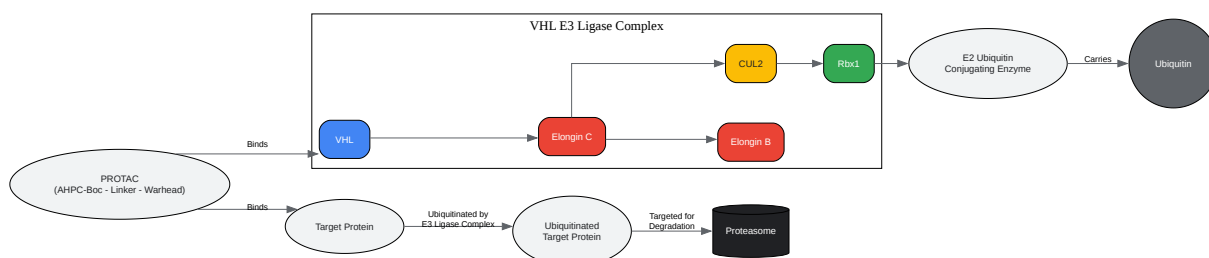 VHL E3 Ligase Complex
CUL2
Rbx1
E2 Ubiquitin
Conjugating Enzyme
Carries
Ubiquitin
VHL
Elongin C
Elongin B
Binds
PROTAC
(AHPC-Boc - Linker - Warhead)
Binds
Target Protein
Ubiquitinated by
E3 Ligase Complex
Ubiquitinated
Target Protein
Targeted for
Degradation
Proteasome